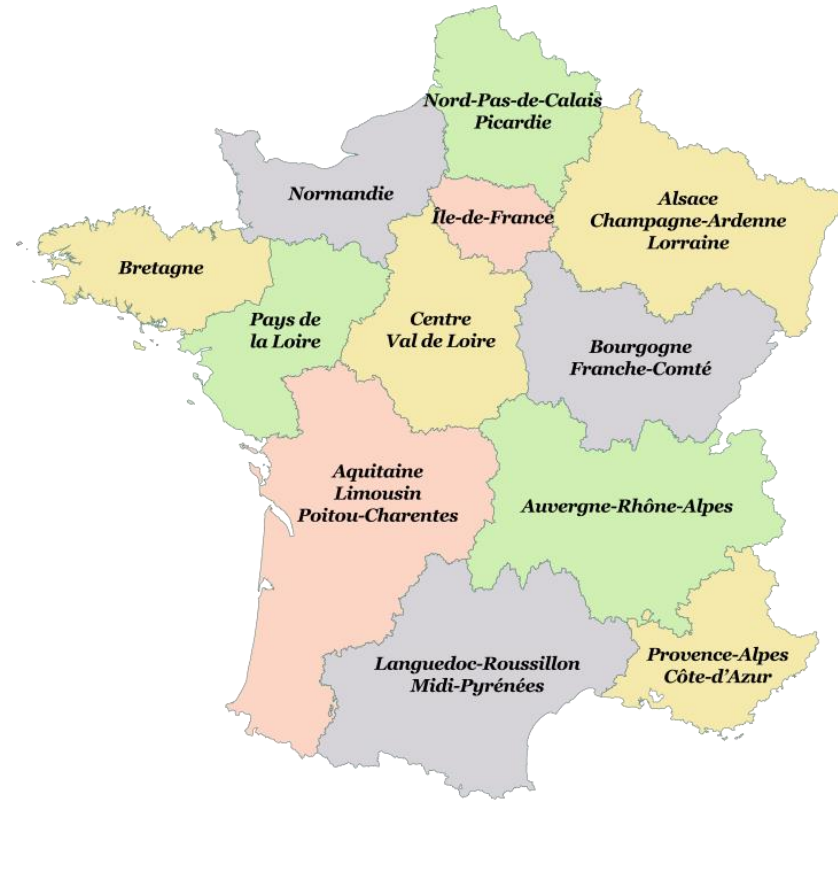 Nord-Pas-de-Calais
Picardie
Normandie
Île-de-France
Alsace
Champagne-Ardenne
Lorraine
Bretagne
Pays de
la Loire
Centre
Val de Loire
Bourgogne
Franche-Comté
Aquitaine
Limousin
Poitou-Charentes
Auvergne-Rhône-Alpes
Languedoc-Roussillon
Midi-Pyrénées
Provence-Alpes
Côte-d’Azur